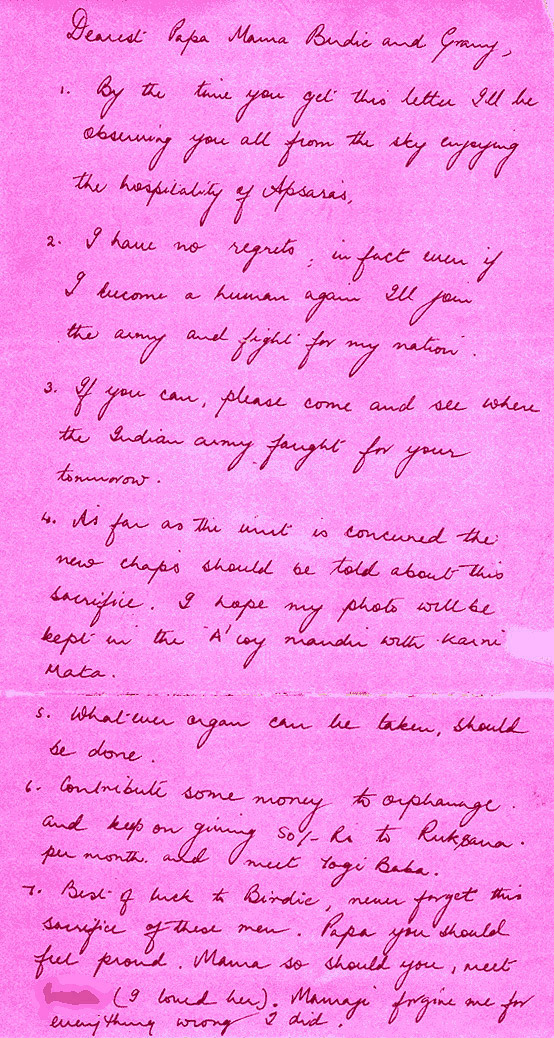 Dearest Papa Mama Birdie and Grany,
1. By the time you get this letter I'll be
observing you all from the sky enjoying
the hospitality of Apsaras,
2. I have no regrets, in fact even if
I become a human again I'll join
the army and fight for my nation.
3. If you can, please come and see where
the Indian army faught for your
tommorow.
4. As far as the unit is concerned the
new chaps should be told about this
sacrifice. I hope my photo will be
kept in the 'A' coy mandir with Karni
Mata.
5. Whatever organ can be taken, should
be done.
6. Contribute some money to orphanage.
and keep on giving 50/- Rs to Rukhsana.
per month. and meet Yogi Baba.
7. Best of luck to Birdie, never forget this
sacrifice of these men. Papa you should
feel proud. Mama so should you, meet
(I loved her). Mamaji forgive me for
everything wrong I did.